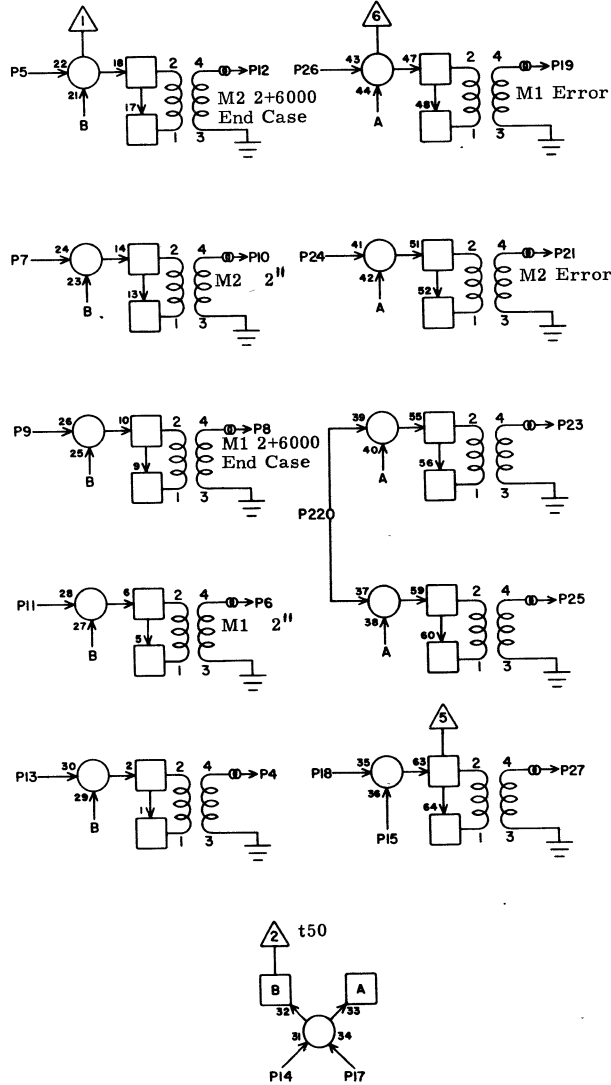 1
22 18 2 4
P5 P12
21 17 M2 2+6000
B End Case
1 3
6
43 47 2 4
P26 P19
44 48 M1 Error
A
1 3
24 14 2 4
P7 P10
23 13 M2 2"
B
1 3
41 51 2 4
P24 P21
42 52 M2 Error
A
1 3
26 10 2 4
P9 P8
25 9 M1 2+6000
B End Case
1 3
39 55 2 4
P23
40 56
A
1 3
P220
28 6 2 4
P11 P6
27 5 M1 2"
B
1 3
37 59 2 4
P25
38 60
A
1 3
30 2 2 4
P13 P4
29 1
B
1 3
5
35 63 2 4
P18 P27
36 64
P15
1 3
2 t50
B A
32 33
31 34
P14 P17